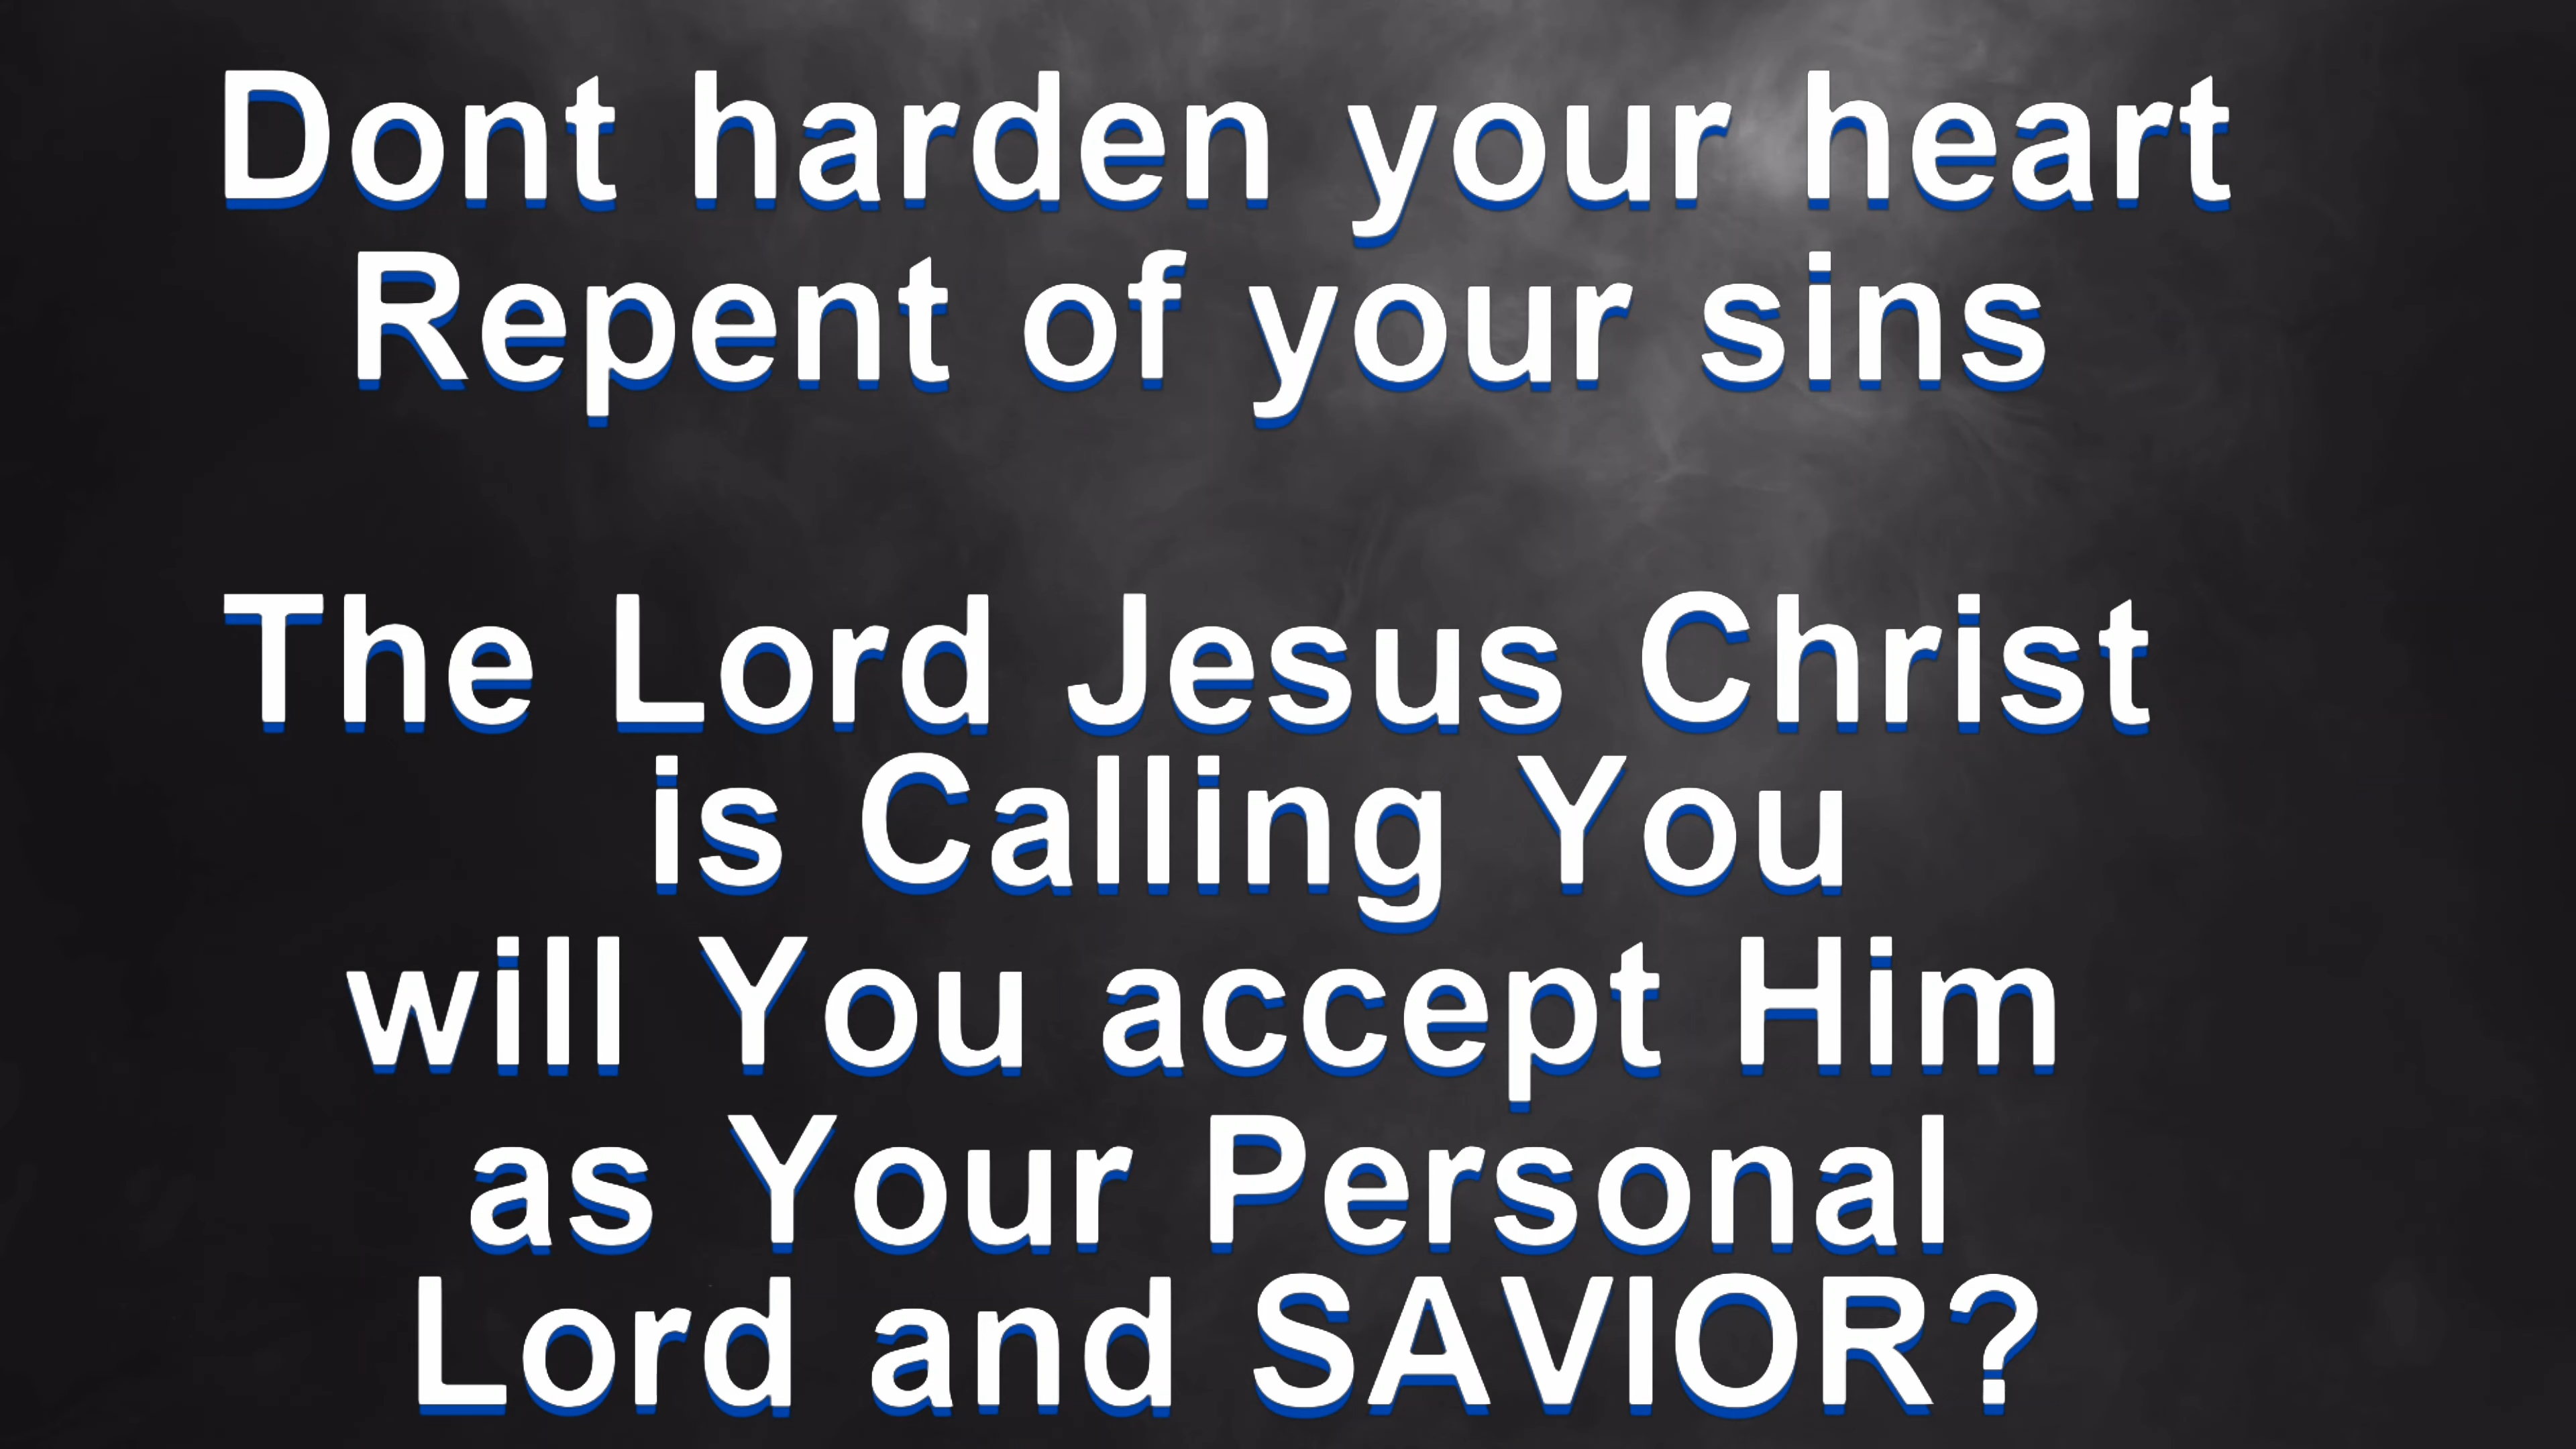 Dont harden your heart
Repent of your sins
The Lord Jesus Christ
is Calling You
will You accept Him
as Your Personal
Lord and SAVIOR?